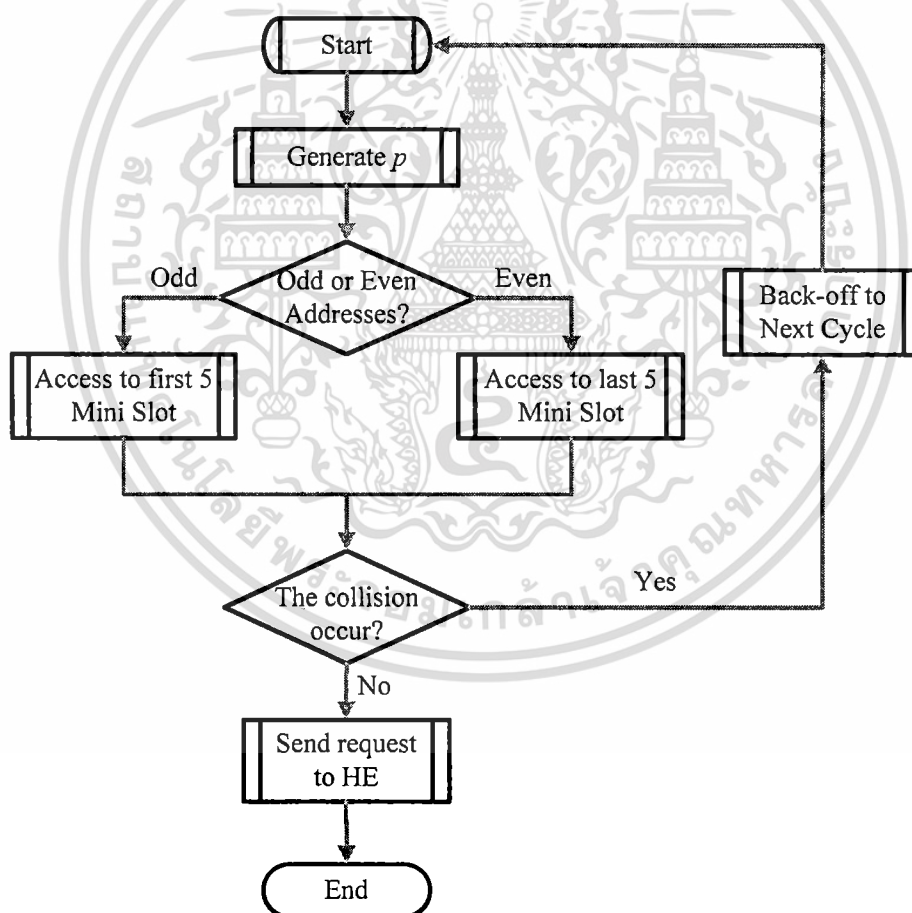 Start
Generate p
Odd or Even
Addresses?
Odd
Even
Access to first 5
Mini Slot
Access to last 5
Mini Slot
Back-off to
Next Cycle
The collision
occur?
Yes
No
Send request
to HE
End